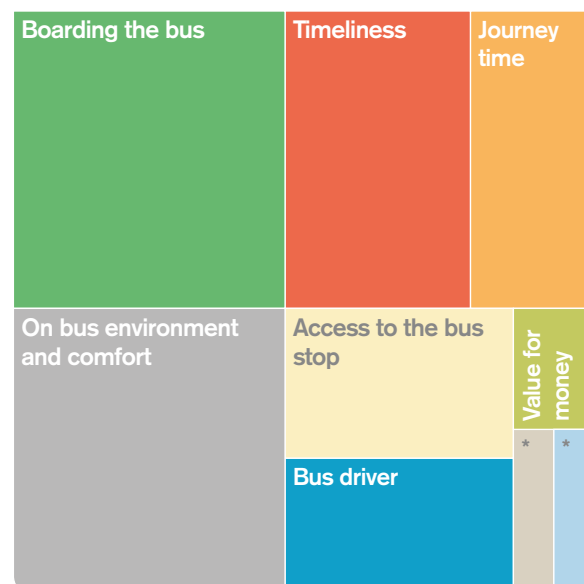 Boarding the bus
Timeliness
Journey
time
On bus environment
and comfort
Access to the bus
stop
Value for
money
*
*
Bus driver